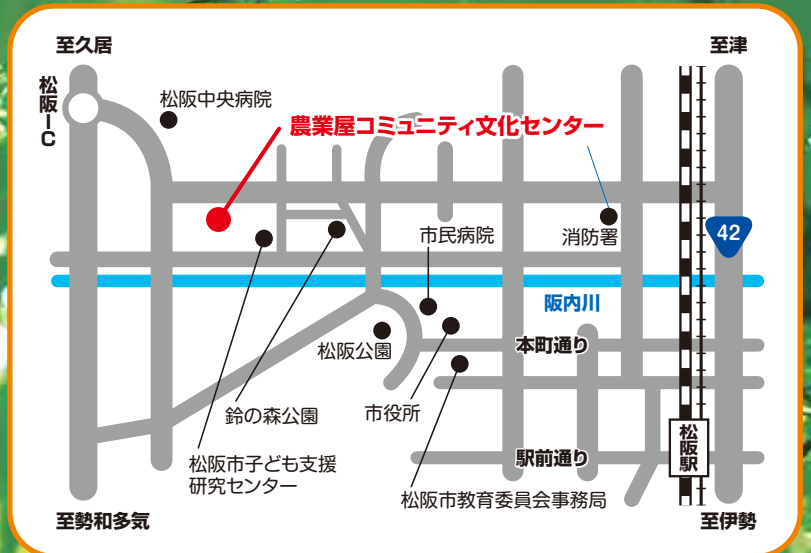 至久居
至津
松阪IC
松阪中央病院
農業屋コミュニティ文化センター
市民病院
消防署
42
阪内川
松阪公園
本町通り
鈴の森公園
市役所
松阪市子ども支援
研究センター
駅前通り
松阪駅
松阪市教育委員会事務局
至勢和多気
至伊勢